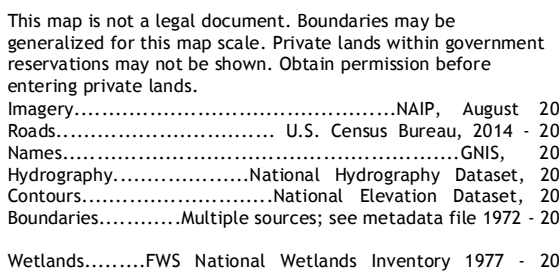 This map is not a legal document. Boundaries may be
generalized for this map scale. Private lands within government
reservations may not be shown. Obtain permission before
entering private lands.
Imagery.............................................NAIP, August 20
Roads.............................. U.S. Census Bureau, 2014 - 20
Names.......................................................GNIS, 20
Hydrography...................National Hydrography Dataset, 20
Contours...........................National Elevation Dataset, 20
Boundaries............Multiple sources; see metadata file 1972 - 20
Wetlands.........FWS National Wetlands Inventory 1977 - 20